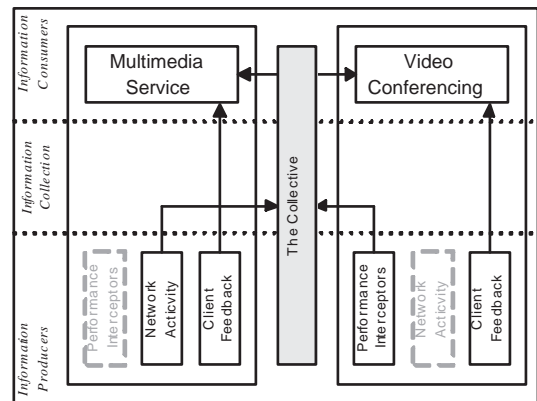 Information
Consumers
Multimedia
Service
Video
Conferencing
Information
Collection
The Collective
Information
Producers
Performance
Interceptors
Network
Acticvity
Client
Feedback
Performance
Interceptors
Network
Acticvity
Client
Feedback